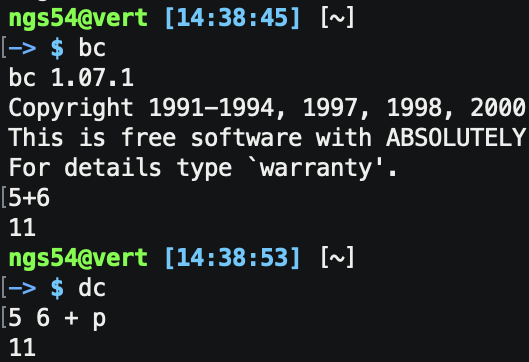 ngs54@vert [14:38:45] [~]
[-> $ bc
bc 1.07.1
Copyright 1991-1994, 1997, 1998, 2000
This is free software with ABSOLUTELY
For details type `warranty'.
[5+6
11
ngs54@vert [14:38:53] [~]
[-> $ dc
[5 6 + p
11